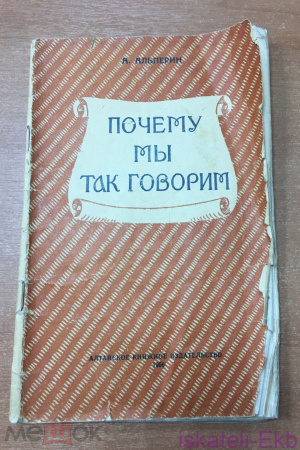 А. АЛЬПЕРИН
ПОЧЕМУ
МЫ
ТАК ГОВОРИМ
АЛТАЙСКОЕ КНИЖНОЕ ИЗДАТЕЛЬСТВО
мешок
iskateli-Ekb